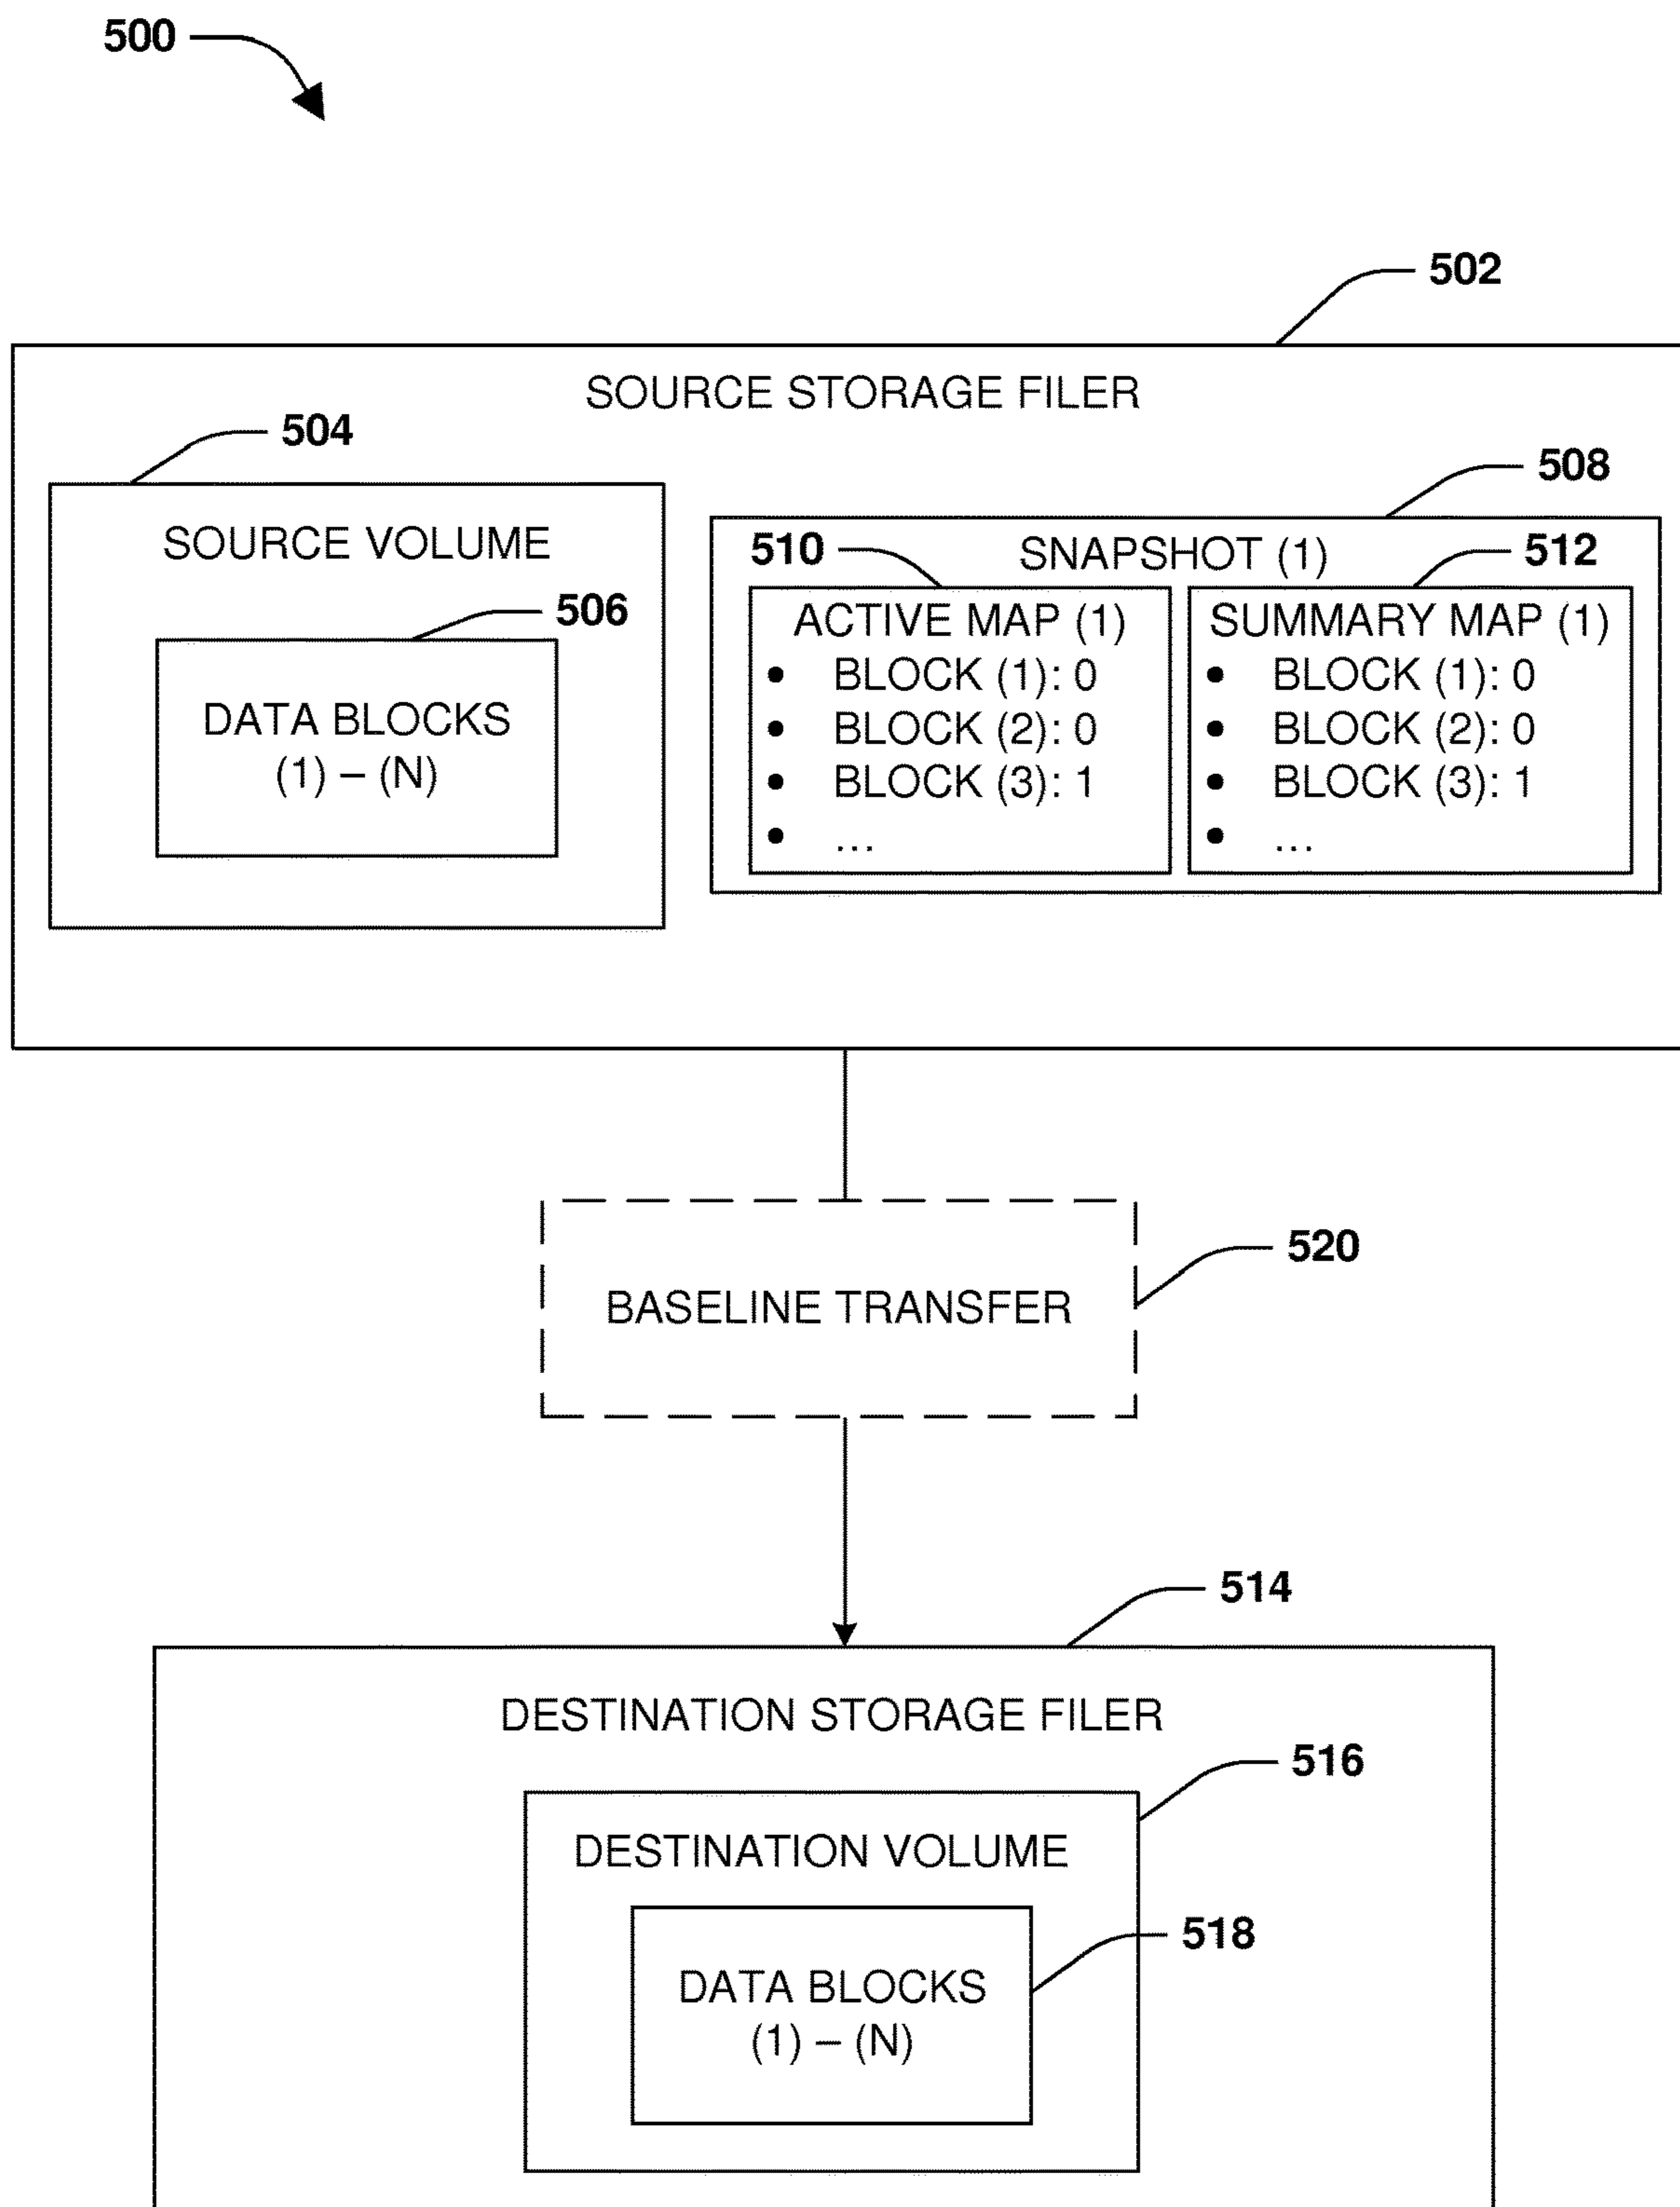 500
502
SOURCE STORAGE FILER
504
508
SOURCE VOLUME
510
SNAPSHOT (1)
512
506
DATA BLOCKS
(1) – (N)
ACTIVE MAP (1)
• BLOCK (1): 0
• BLOCK (2): 0
• BLOCK (3): 1
• ...
SUMMARY MAP (1)
• BLOCK (1): 0
• BLOCK (2): 0
• BLOCK (3): 1
• ...
520
BASELINE TRANSFER
514
DESTINATION STORAGE FILER
516
DESTINATION VOLUME
518
DATA BLOCKS
(1) – (N)